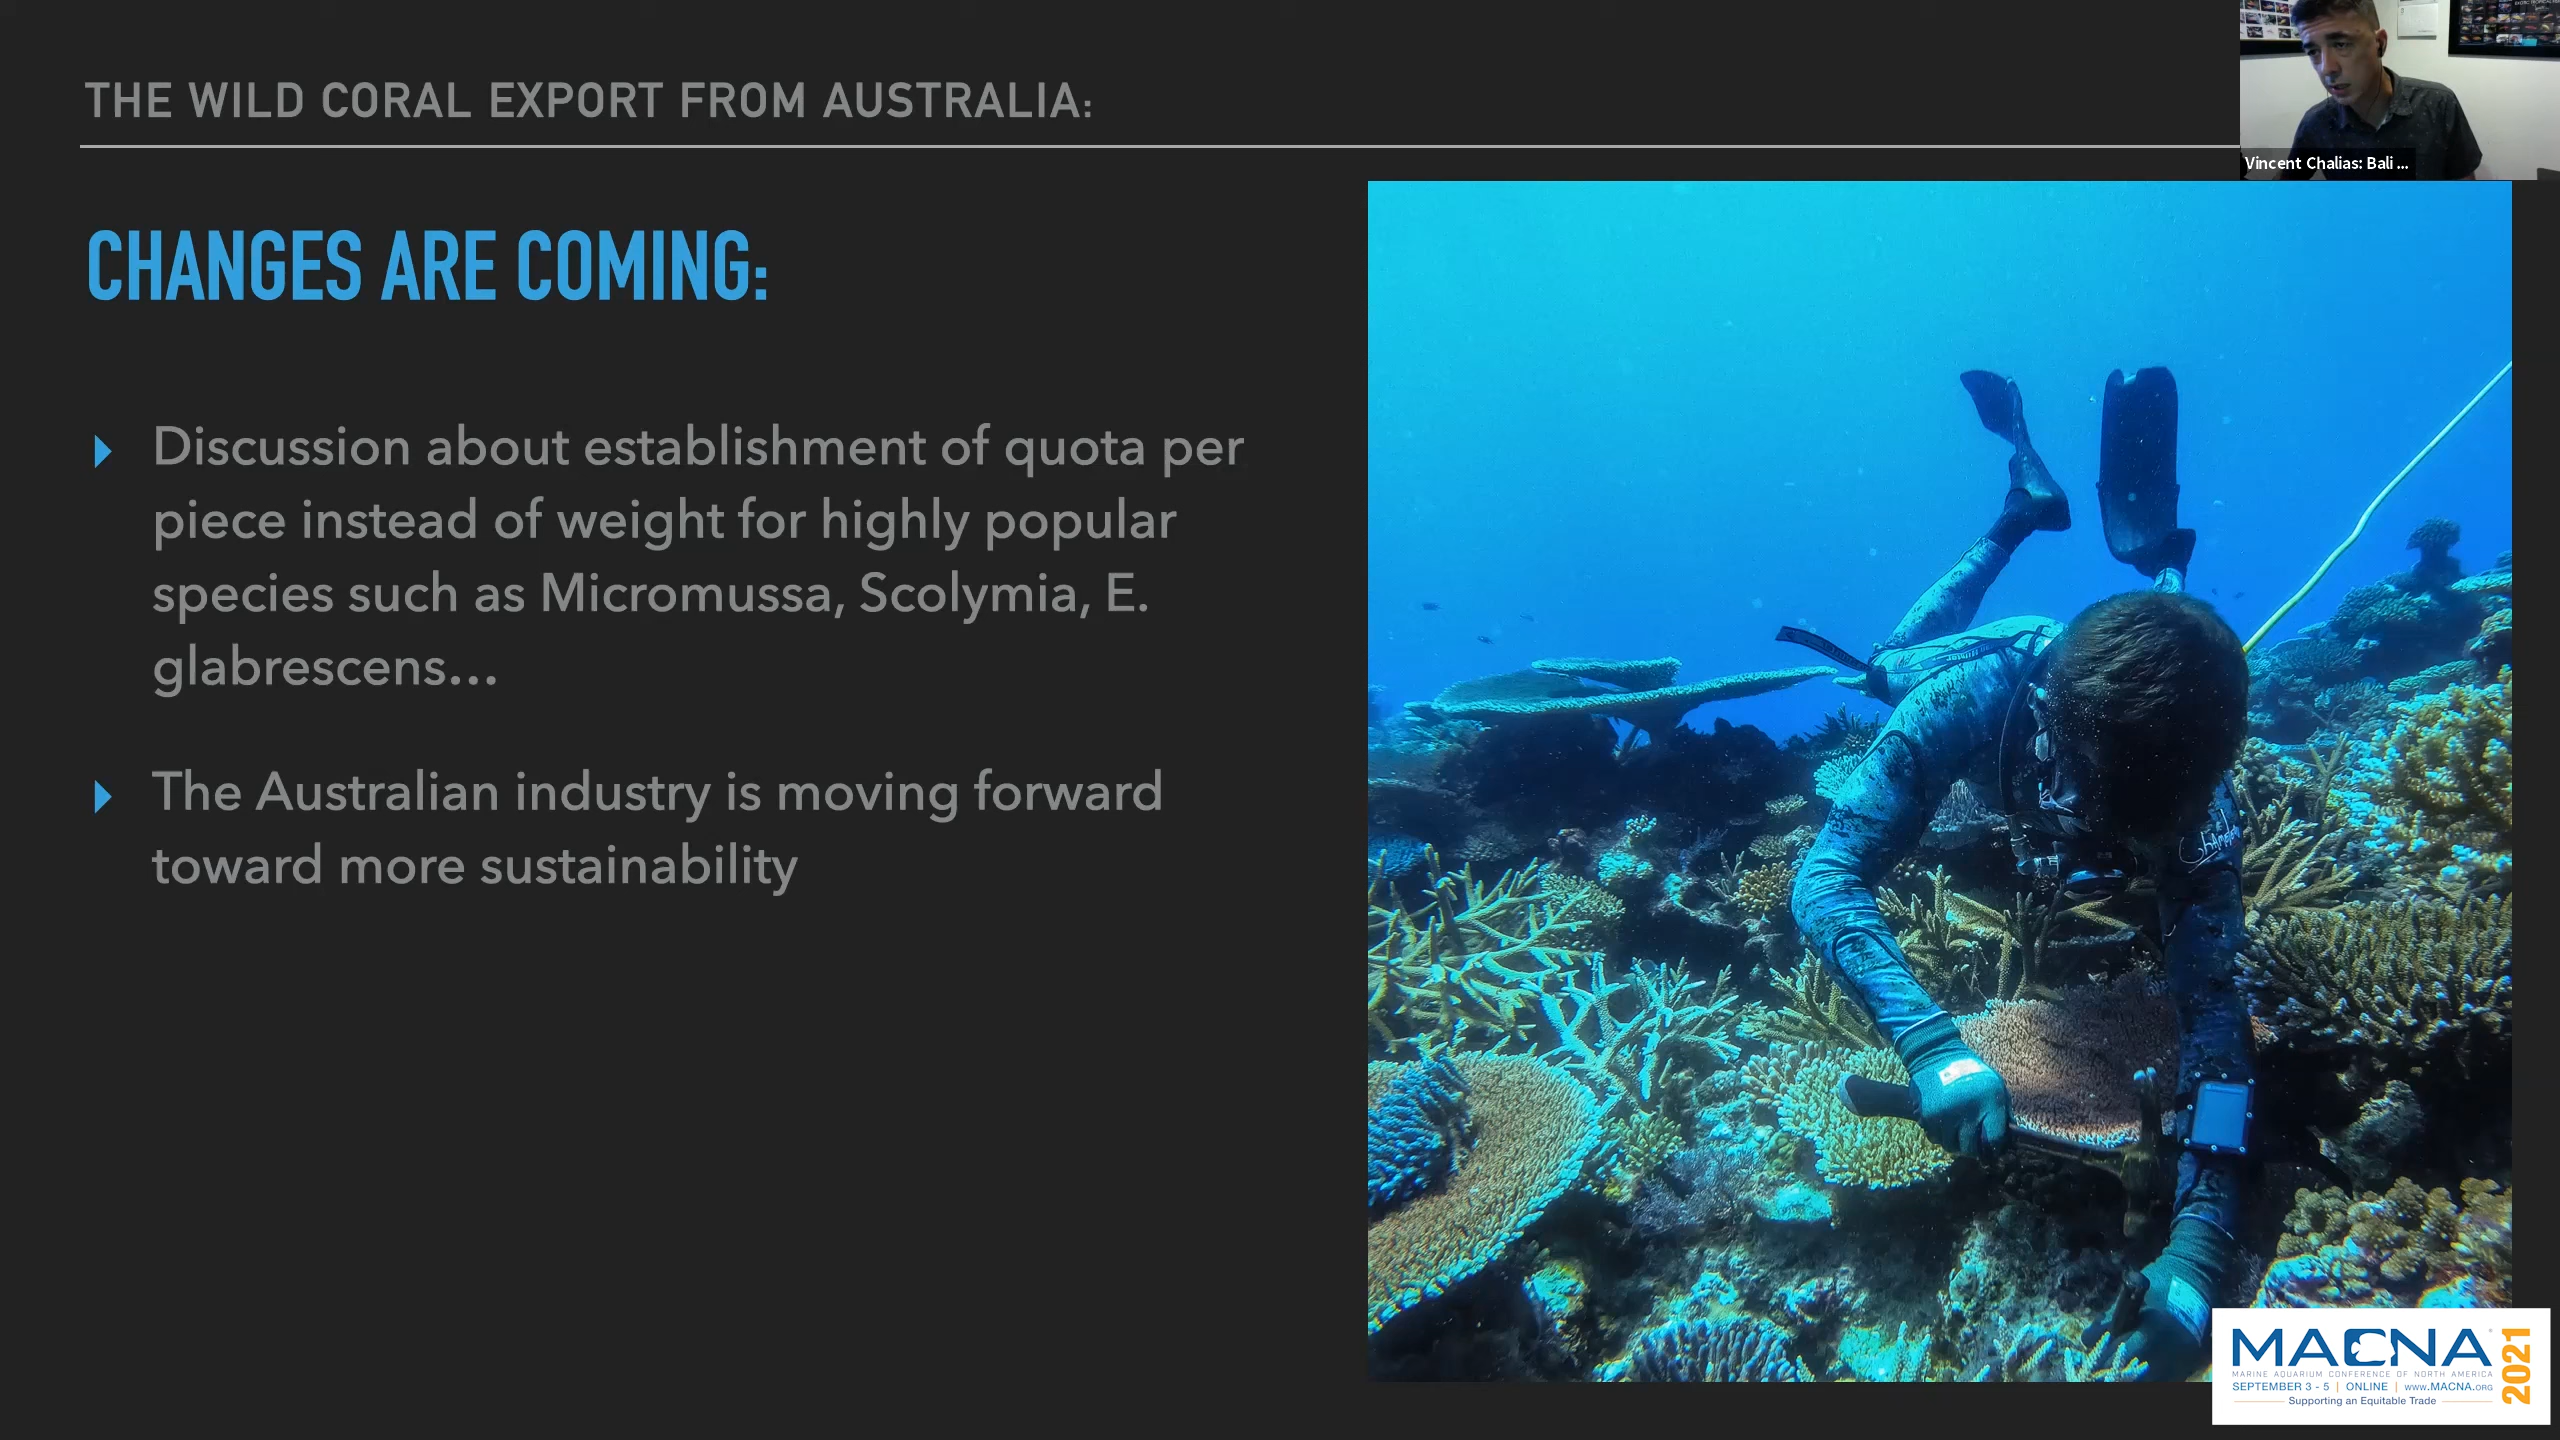 THE WILD CORAL EXPORT FROM AUSTRALIA:
Vincent Chalias: Bali ...
CHANGES ARE COMING:
Discussion about establishment of quota per
piece instead of weight for highly popular
species such as Micromussa, Scolymia, E.
glabrescens...
The Australian industry is moving forward
toward more sustainability
MACNA 2021
MARINE AQUARIUM CONFERENCE OF NORTH AMERICA
SEPTEMBER 3 - 5 | ONLINE | www.MACNA.ORG
Supporting an Equitable Trade